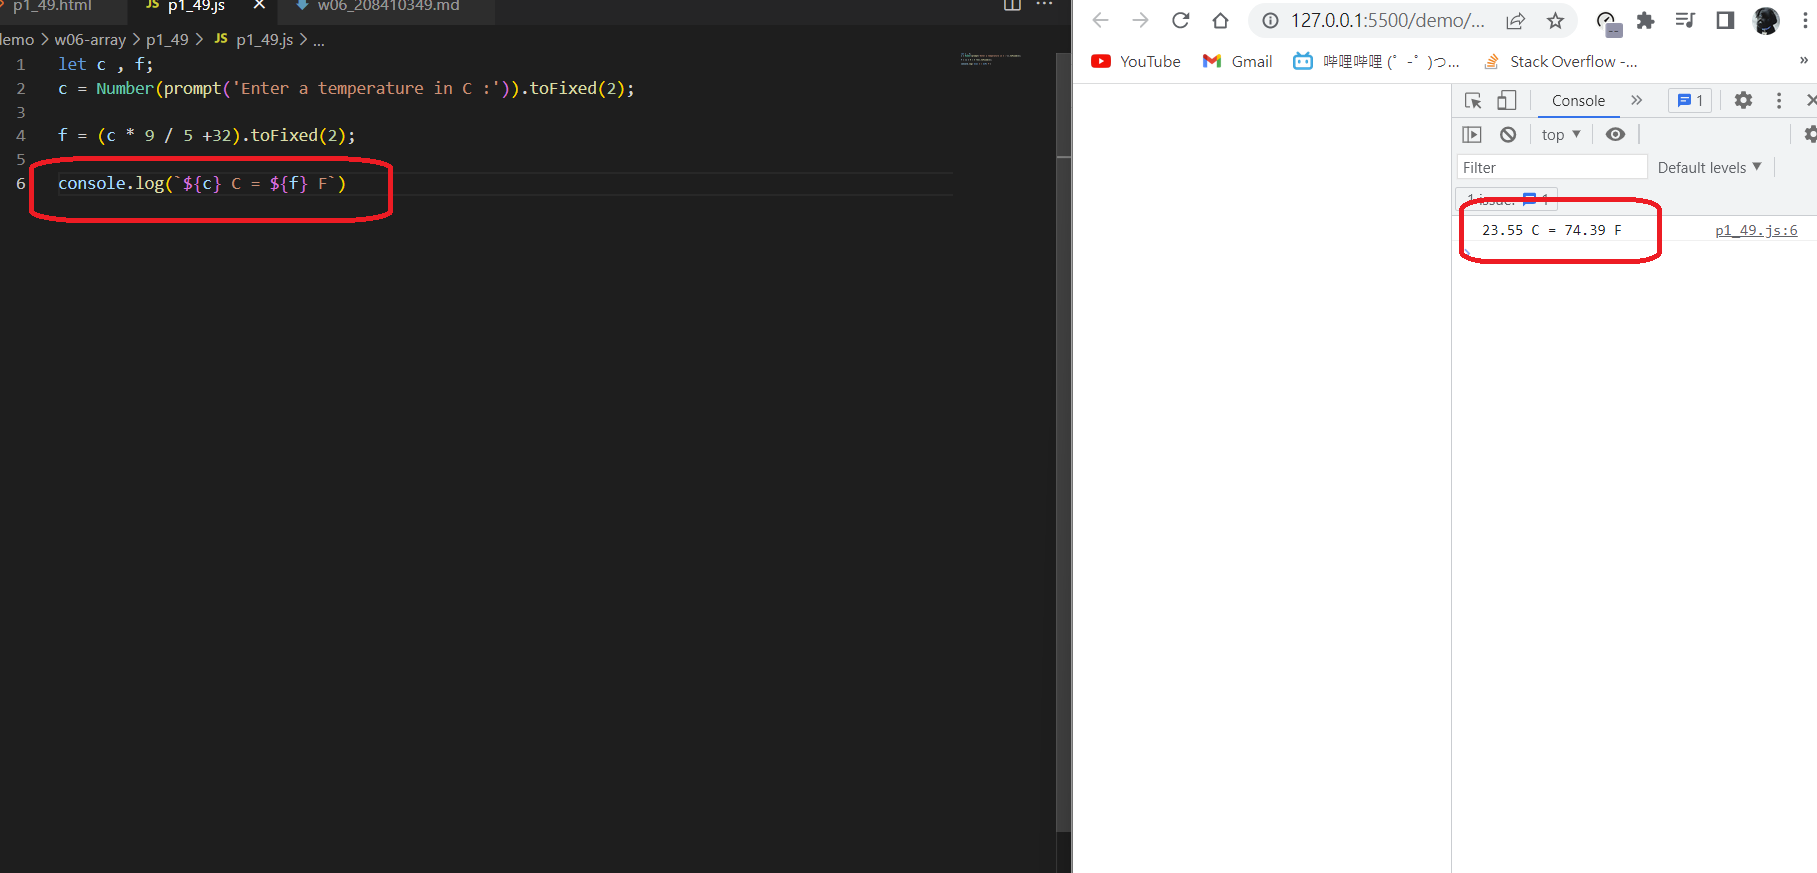 p1_49.html JS p1_49.js w06_208410349.md
demo > w06-array > p1_49 > JS p1_49.js > ...
1 let c , f;
2 c = Number(prompt('Enter a temperature in C :')).toFixed(2);
3
4 f = (c * 9 / 5 +32).toFixed(2);
5
6 console.log(`${c} C = ${f} F`)
127.0.0.1:5500/demo/...
YouTube Gmail 哔哩哔哩 (゜-゜)つ... Stack Overflow -...
Console 1
top
Filter Default levels
1 issue: 1
23.55 C = 74.39 F p1_49.js:6